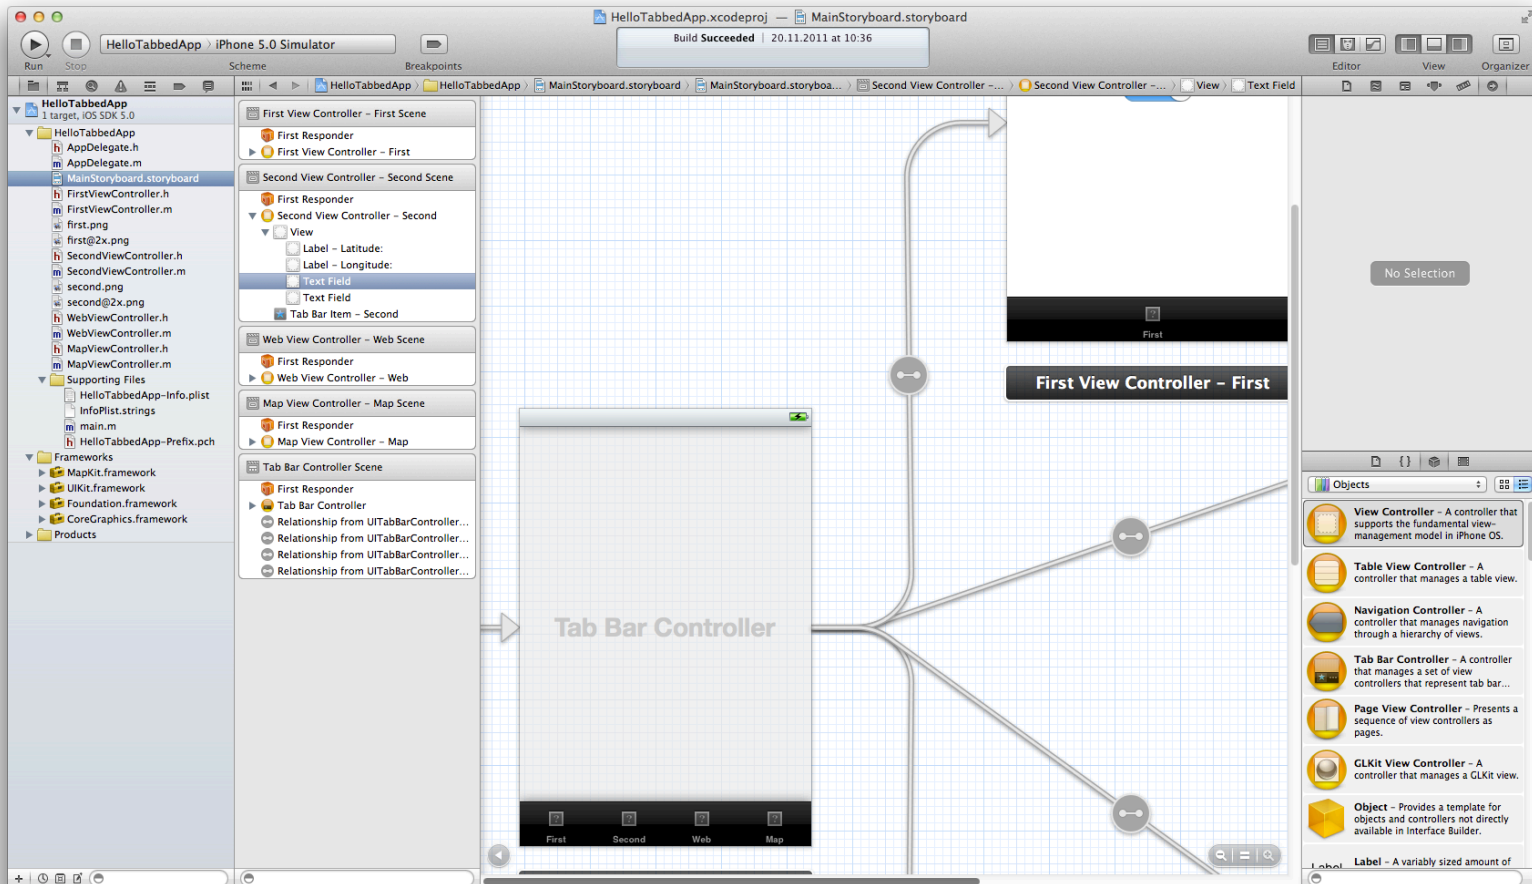 HelloTabbedApp.xcodeproj — MainStoryboard.storyboard
HelloTabbedApp › iPhone 5.0 Simulator
Build Succeeded | 20.11.2011 at 10:36
Run
Stop
Scheme
Breakpoints
Editor
View
Organizer
HelloTabbedApp › HelloTabbedApp › MainStoryboard.storyboard › MainStoryboard.storyboa... › Second View Controller –... › Second View Controller –... › View › Text Field
HelloTabbedApp
1 target, iOS SDK 5.0
HelloTabbedApp
h AppDelegate.h
m AppDelegate.m
MainStoryboard.storyboard
h FirstViewController.h
m FirstViewController.m
first.png
first@2x.png
h SecondViewController.h
m SecondViewController.m
second.png
second@2x.png
h WebViewController.h
m WebViewController.m
h MapViewController.h
m MapViewController.m
Supporting Files
HelloTabbedApp-Info.plist
InfoPlist.strings
m main.m
h HelloTabbedApp-Prefix.pch
Frameworks
MapKit.framework
UIKit.framework
Foundation.framework
CoreGraphics.framework
Products
First View Controller – First Scene
First Responder
First View Controller – First
Second View Controller – Second Scene
First Responder
Second View Controller – Second
View
Label – Latitude:
Label – Longitude:
Text Field
Text Field
Tab Bar Item – Second
Web View Controller – Web Scene
First Responder
Web View Controller – Web
Map View Controller – Map Scene
First Responder
Map View Controller – Map
Tab Bar Controller Scene
First Responder
Tab Bar Controller
Relationship from UITabBarController...
Relationship from UITabBarController...
Relationship from UITabBarController...
Relationship from UITabBarController...
Tab Bar Controller
? ? ? ?
First Second Web Map
?
First
First View Controller – First
No Selection
{ }
Objects
View Controller – A controller that
supports the fundamental view-
management model in iPhone OS.
Table View Controller – A
controller that manages a table view.
Navigation Controller – A
controller that manages navigation
through a hierarchy of views.
Tab Bar Controller – A controller
that manages a set of view
controllers that represent tab bar...
Page View Controller – Presents a
sequence of view controllers as
pages.
GLKit View Controller – A
controller that manages a GLKit view.
Object – Provides a template for
objects and controllers not directly
available in Interface Builder.
Label Label – A variably sized amount of